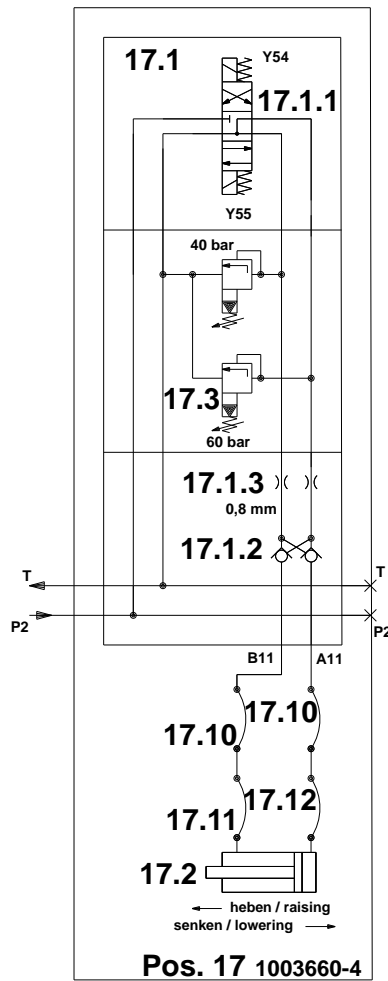 17.1
Y54
17.1.1
Y55
40 bar
17.3
60 bar
17.1.3
0,8 mm
17.1.2
T
T
P2
P2
B11
A11
17.10
17.10
17.11
17.12
17.2
heben / raising
senken / lowering
Pos. 17 1003660-4